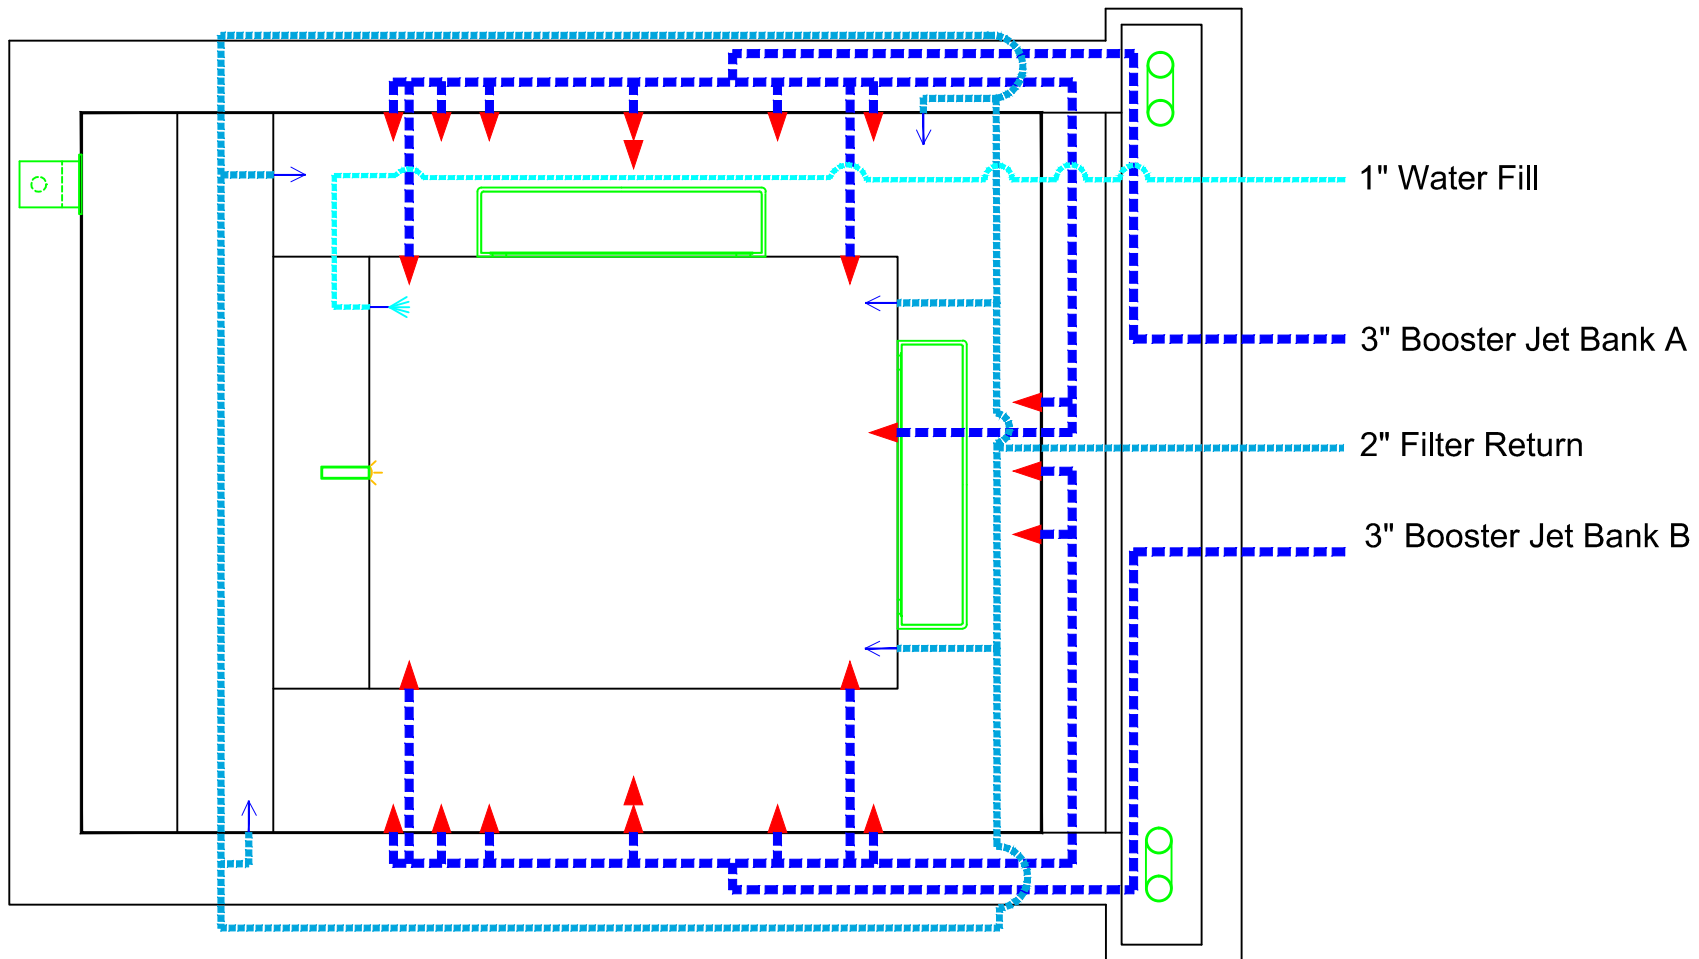 1" Water Fill
3" Booster Jet Bank A
2" Filter Return
3" Booster Jet Bank B